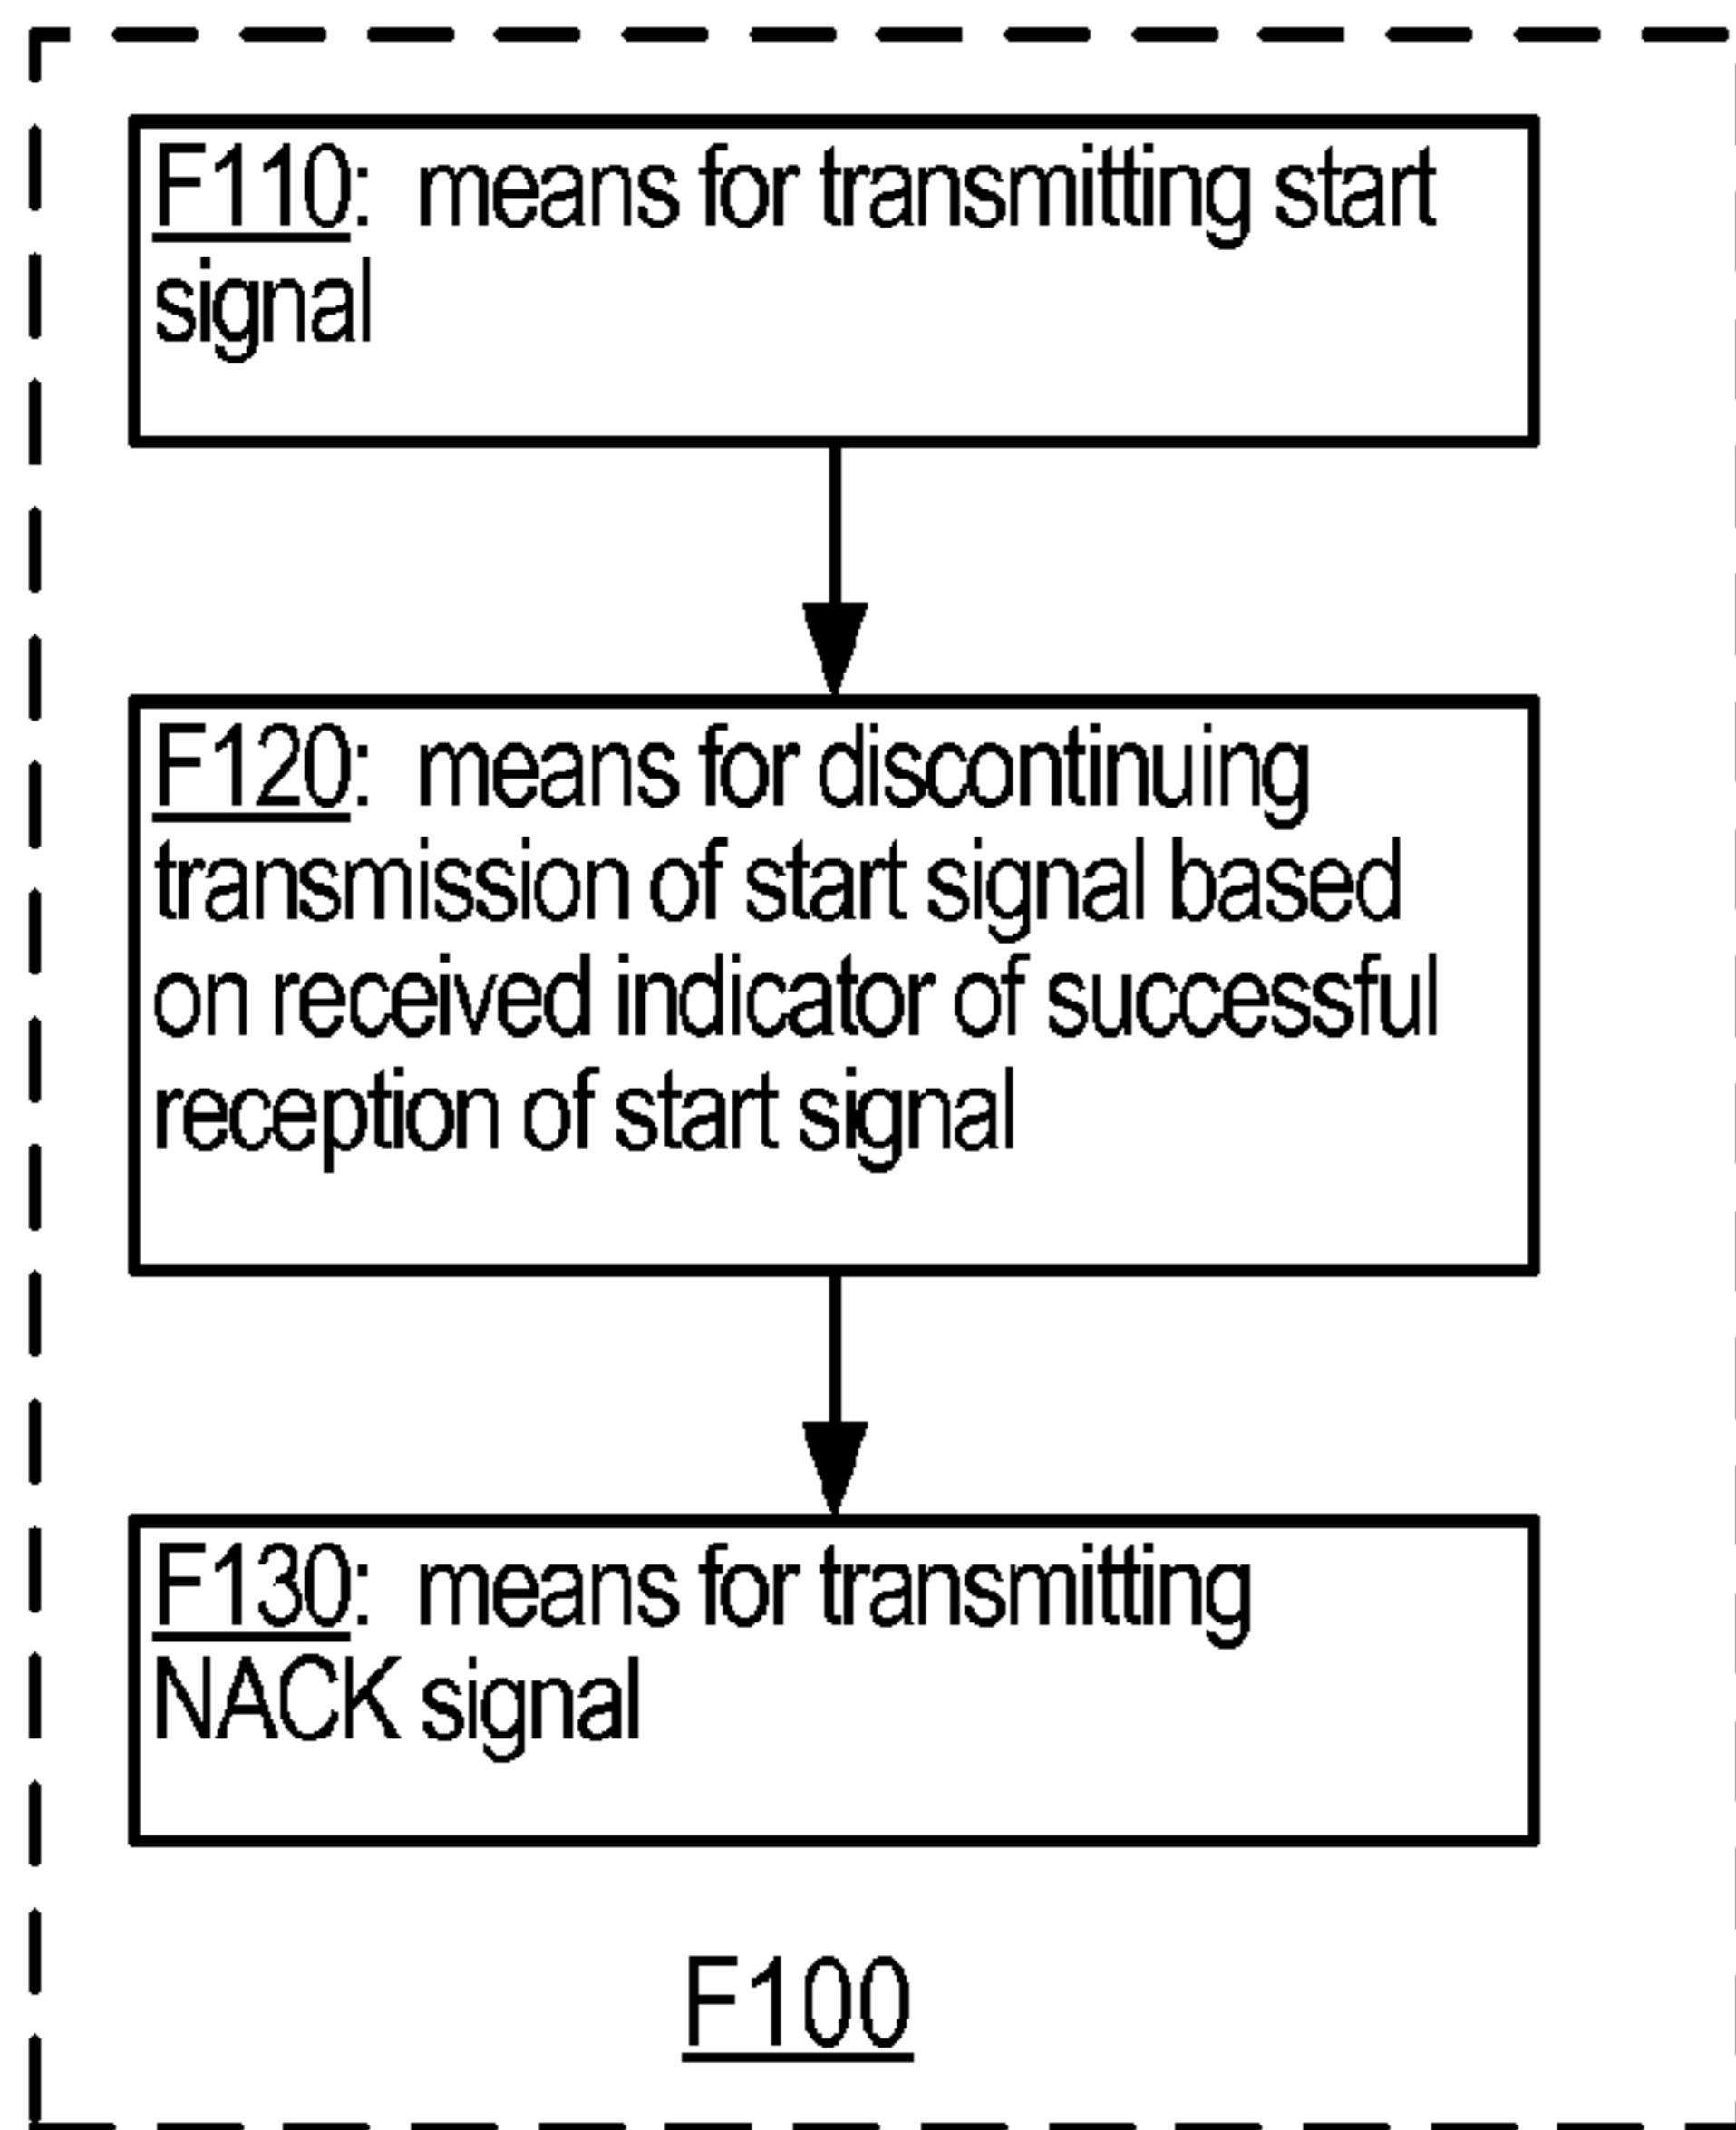 F110: means for transmitting start
signal
F120: means for discontinuing
transmission of start signal based
on received indicator of successful
reception of start signal
F130: means for transmitting
NACK signal
F100